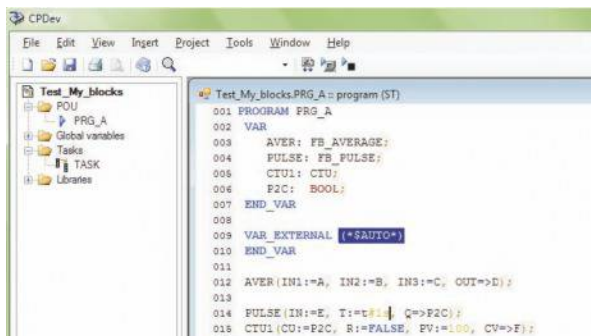 CPDev
File Edit View Insert Project Tools Window Help
Test_My_blocks
POU
PRG_A
Global variables
Tasks
TASK
Libraries
Test_My_blocks.PRG_A :: program (ST)
001 PROGRAM PRG_A
002 VAR
003 AVER: FB_AVERAGE;
004 PULSE: FB_PULSE;
005 CTU1: CTU;
006 P2C: BOOL;
007 END_VAR
008
009 VAR_EXTERNAL (*$AUTO*)
010 END_VAR
011
012 AVER(IN1:=A, IN2:=B, IN3:=C, OUT=>D);
013
014 PULSE(IN:=E, T:=t#1s, Q=>P2C);
015 CTU1(CU:=P2C, R:=FALSE, PV:=100, CV=>F);